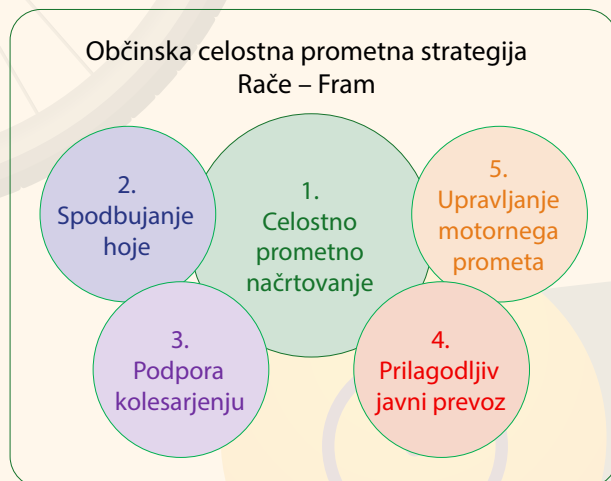 Občinska celostna prometna strategija
Rače – Fram
1.
Celostno
prometno
načrtovanje
2.
Spodbujanje
hoje
3.
Podpora
kolesarjenju
4.
Prilagodljiv
javni prevoz
5.
Upravljanje
motornega
prometa